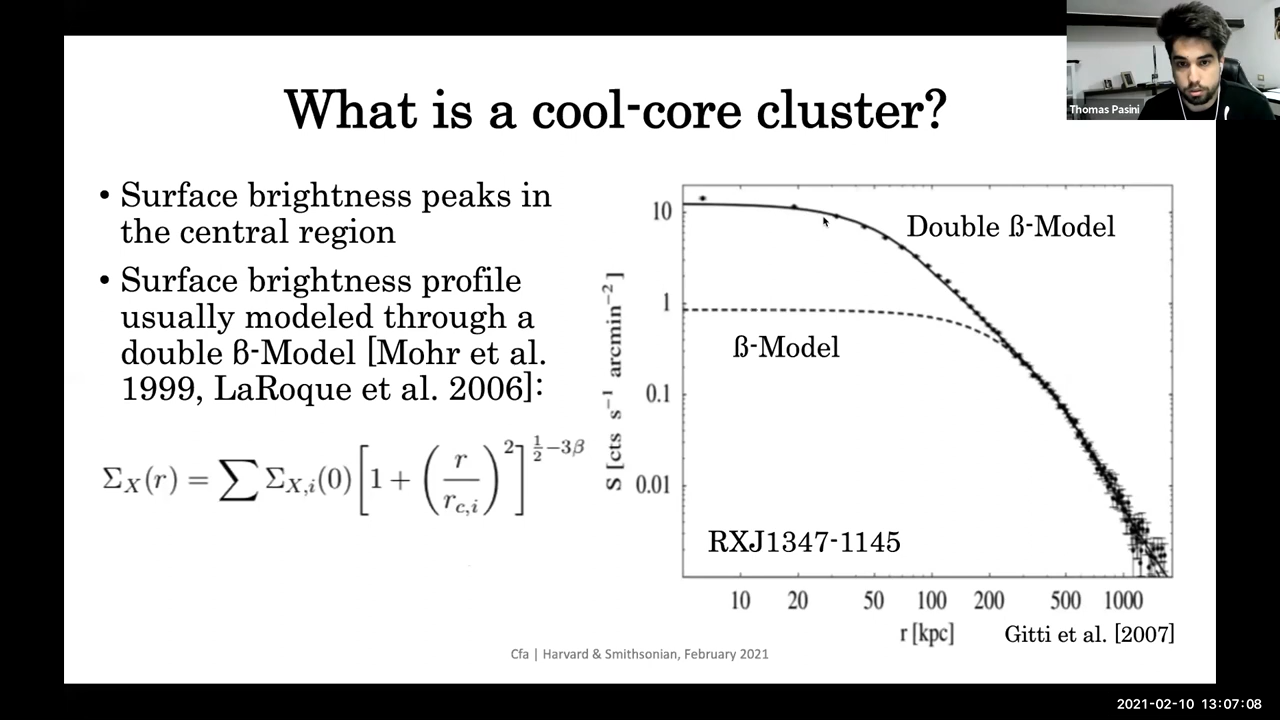 Thomas Pasini
What is a cool-core cluster?
• Surface brightness peaks in
the central region
• Surface brightness profile
usually modeled through a
double ß-Model [Mohr et al.
1999, LaRoque et al. 2006]:
Σ_X(r) = ∑ Σ_{X,i}(0) [1 + (r / r_{c,i})^2]^{1/2 − 3β}
S [cts s⁻¹ arcmin⁻²]
10
1
0.1
0.01
Double ß-Model
ß-Model
RXJ1347-1145
10 20 50 100 200 500 1000
r [kpc]
Gitti et al. [2007]
Cfa | Harvard & Smithsonian, February 2021
2021-02-10 13:07:08